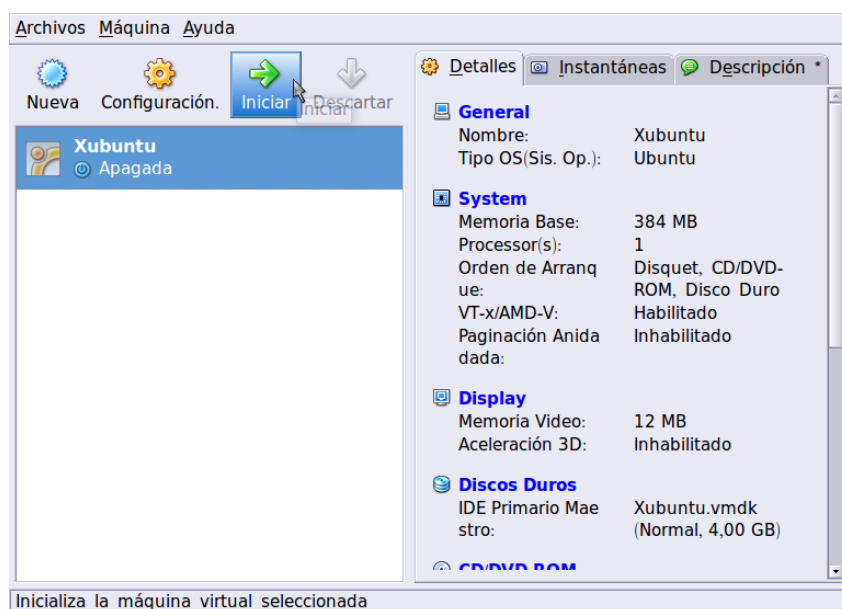 Archivos Máquina Ayuda
Nueva Configuración. Iniciar Descartar
Iniciar
Xubuntu
Apagada
Detalles Instantáneas Descripción *
General
Nombre: Xubuntu
Tipo OS(Sis. Op.): Ubuntu
System
Memoria Base: 384 MB
Processor(s): 1
Orden de Arranq Disquet, CD/DVD-
ue: ROM, Disco Duro
VT-x/AMD-V: Habilitado
Paginación Anida Inhabilitado
dada:
Display
Memoria Video: 12 MB
Aceleración 3D: Inhabilitado
Discos Duros
IDE Primario Mae Xubuntu.vmdk
stro: (Normal, 4,00 GB)
CD/DVD-ROM
Inicializa la máquina virtual seleccionada